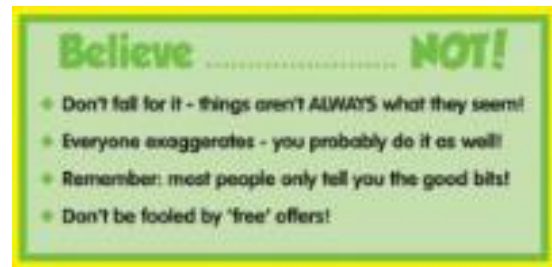 Believe ........................ NOT!
Don't fall for it - things aren't ALWAYS what they seem!
Everyone exaggerates - you probably do it as well!
Remember: most people only tell you the good bits!
Don't be fooled by 'free' offers!